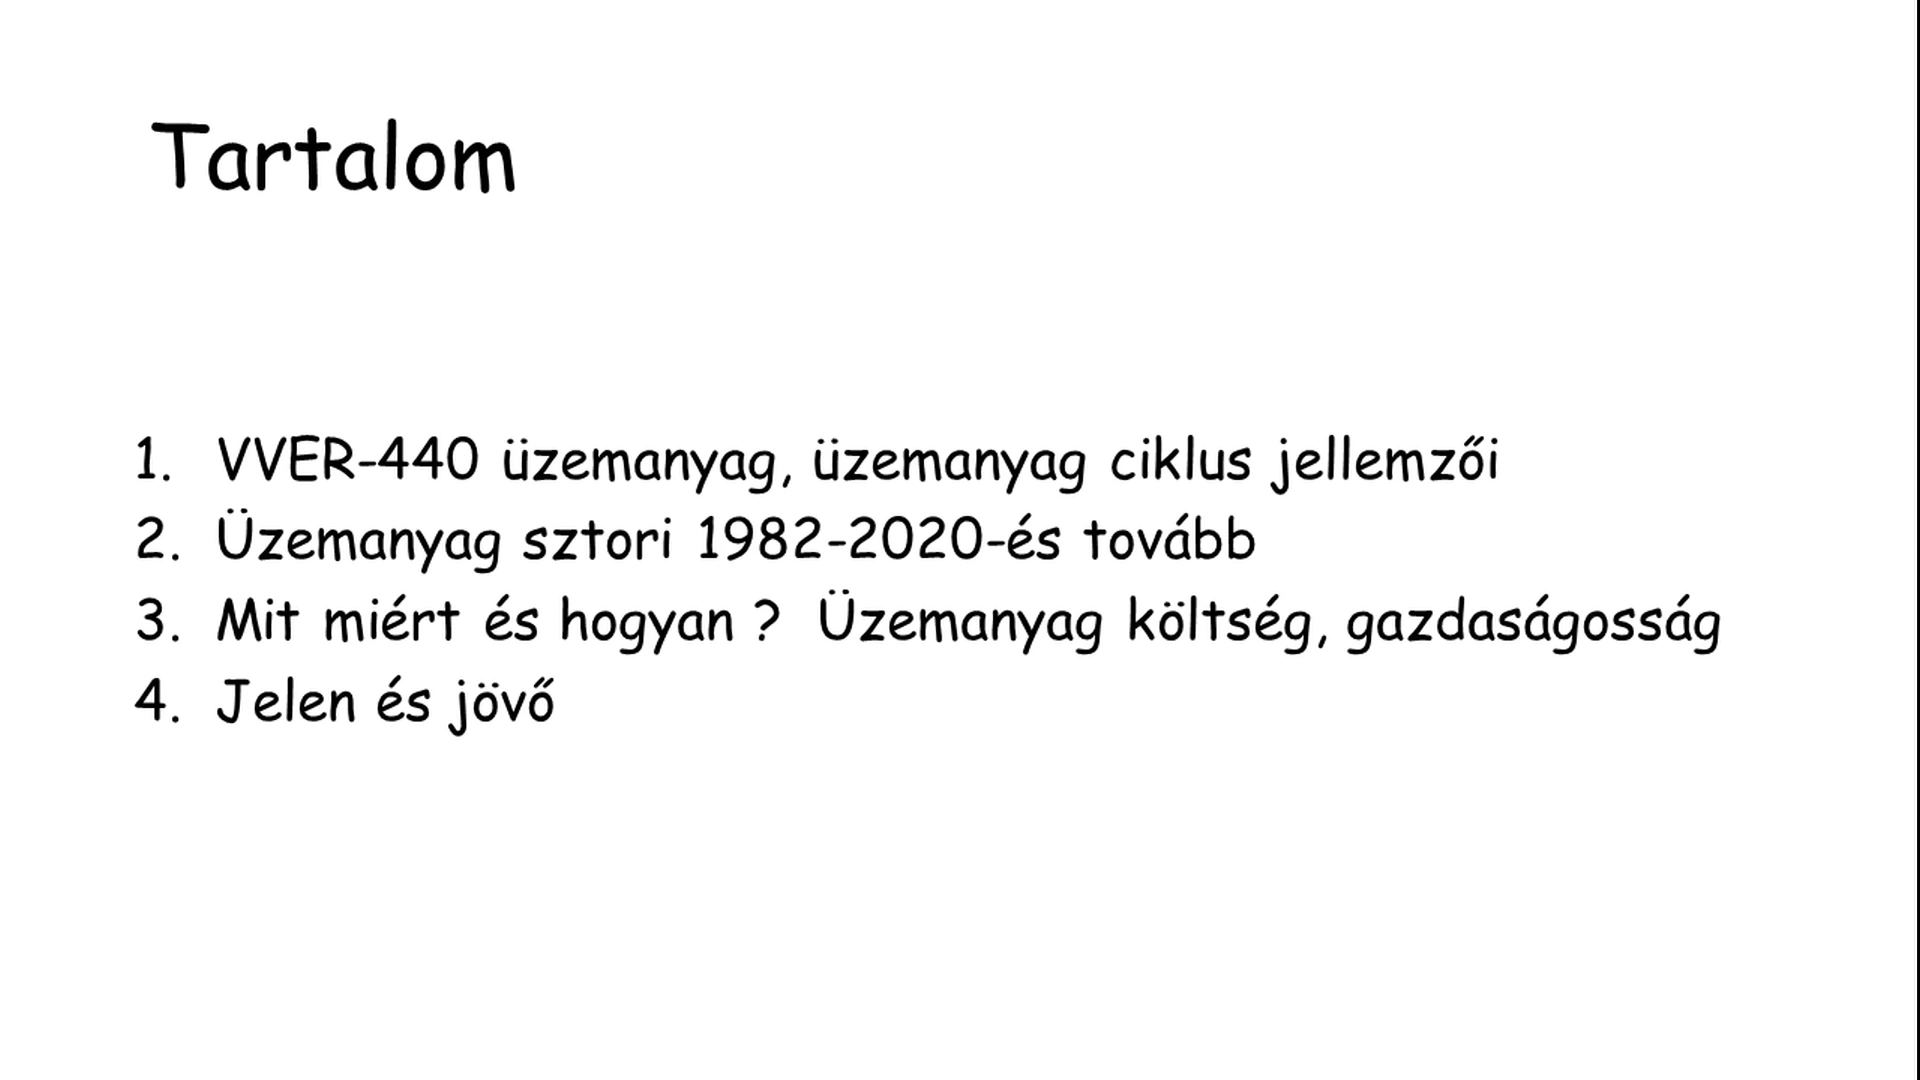 Tartalom
1. VVER-440 üzemanyag, üzemanyag ciklus jellemzői
2. Üzemanyag sztori 1982-2020-és tovább
3. Mit miért és hogyan ? Üzemanyag költség, gazdaságosság
4. Jelen és jövő